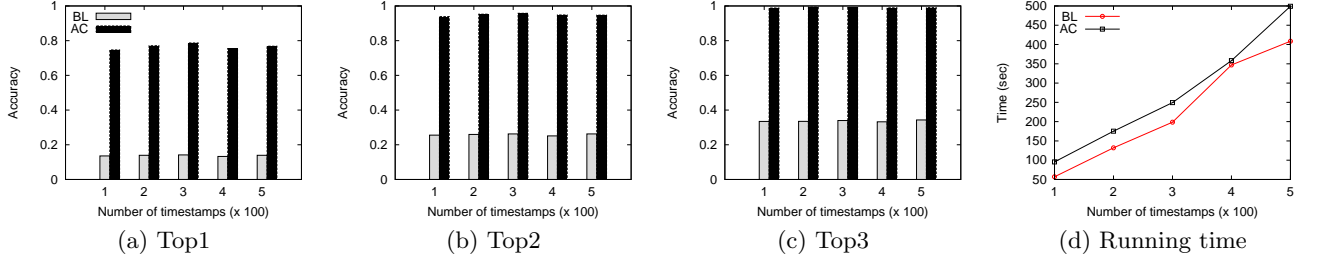 BL
AC
1
0.8
0.6
0.4
0.2
0
Accuracy
1 2 3 4 5
Number of timestamps (x 100)
(a) Top1
1
0.8
0.6
0.4
0.2
0
Accuracy
1 2 3 4 5
Number of timestamps (x 100)
(b) Top2
1
0.8
0.6
0.4
0.2
0
Accuracy
1 2 3 4 5
Number of timestamps (x 100)
(c) Top3
BL
AC
500
450
400
350
300
250
200
150
100
50
Time (sec)
1 2 3 4 5
Number of timestamps (x 100)
(d) Running time